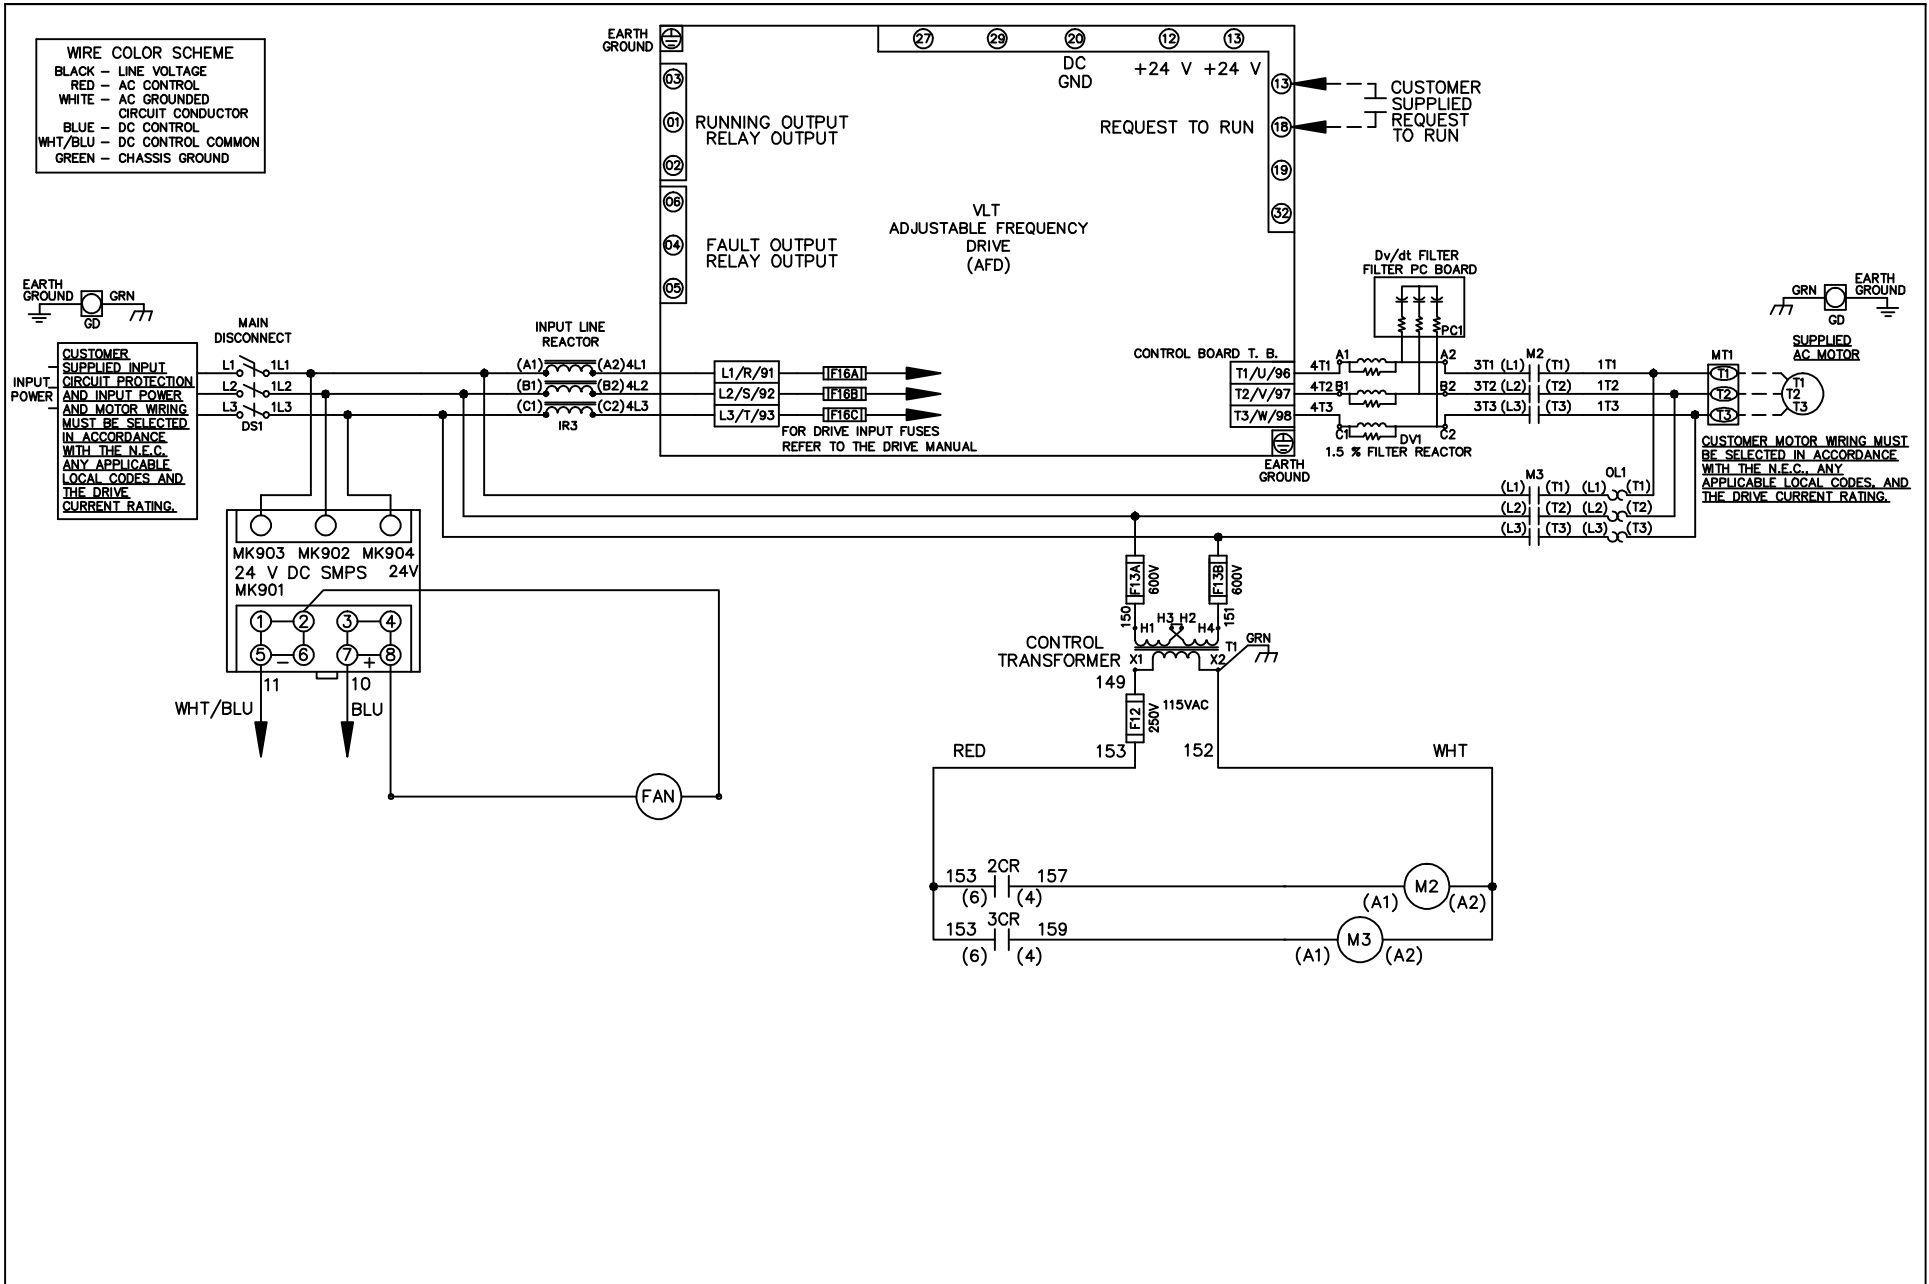 WIRE COLOR SCHEME
BLACK – LINE VOLTAGE
RED – AC CONTROL
WHITE – AC GROUNDED
CIRCUIT CONDUCTOR
BLUE – DC CONTROL
WHT/BLU – DC CONTROL COMMON
GREEN – CHASSIS GROUND
EARTH
GROUND
03
01
02
RUNNING OUTPUT
RELAY OUTPUT
06
04
05
FAULT OUTPUT
RELAY OUTPUT
27 29 20 12 13
DC
GND
+24 V +24 V
13
REQUEST TO RUN 18
19
32
CUSTOMER
SUPPLIED
REQUEST
TO RUN
VLT
ADJUSTABLE FREQUENCY
DRIVE
(AFD)
EARTH
GROUND
GRN
GD
INPUT
POWER
CUSTOMER
SUPPLIED INPUT
CIRCUIT PROTECTION
AND INPUT POWER
AND MOTOR WIRING
MUST BE SELECTED
IN ACCORDANCE
WITH THE N.E.C.
ANY APPLICABLE
LOCAL CODES AND
THE DRIVE
CURRENT RATING.
MAIN
DISCONNECT
L1 1L1
L2 1L2
L3 1L3
DS1
INPUT LINE
REACTOR
(A1) (A2) 4L1
(B1) (B2) 4L2
(C1) (C2) 4L3
IR3
L1/R/91 F16A
L2/S/92 F16B
L3/T/93 F16C
FOR DRIVE INPUT FUSES
REFER TO THE DRIVE MANUAL
CONTROL BOARD T. B.
T1/U/96
T2/V/97
T3/W/98
EARTH
GROUND
Dv/dt FILTER
FILTER PC BOARD
PC1
4T1 A1 A2
4T2 B1 B2
4T3 C1 C2
DV1
1.5 % FILTER REACTOR
M2
3T1 (L1) (T1) 1T1
3T2 (L2) (T2) 1T2
3T3 (L3) (T3) 1T3
MT1
T1
T2
T3
T1
T2
T3
GRN
EARTH
GROUND
GD
SUPPLIED
AC MOTOR
CUSTOMER MOTOR WIRING MUST
BE SELECTED IN ACCORDANCE
WITH THE N.E.C., ANY
APPLICABLE LOCAL CODES, AND
THE DRIVE CURRENT RATING.
M3 OL1
(L1) (T1) (L1) (T1)
(L2) (T2) (L2) (T2)
(L3) (T3) (L3) (T3)
MK903 MK902 MK904
24 V DC SMPS 24V
MK901
1 2 3 4
5 – 6 7 + 8
11 10
WHT/BLU BLU
FAN
F13A 600V
F13B 600V
150 151
H1 H3 H2 H4
CONTROL
TRANSFORMER
X1 X2 T1 GRN
149
F12 250V
115VAC
RED 153 152 WHT
153 2CR 157
(6) (4)
M2
(A1) (A2)
153 3CR 159
(6) (4)
M3
(A1) (A2)